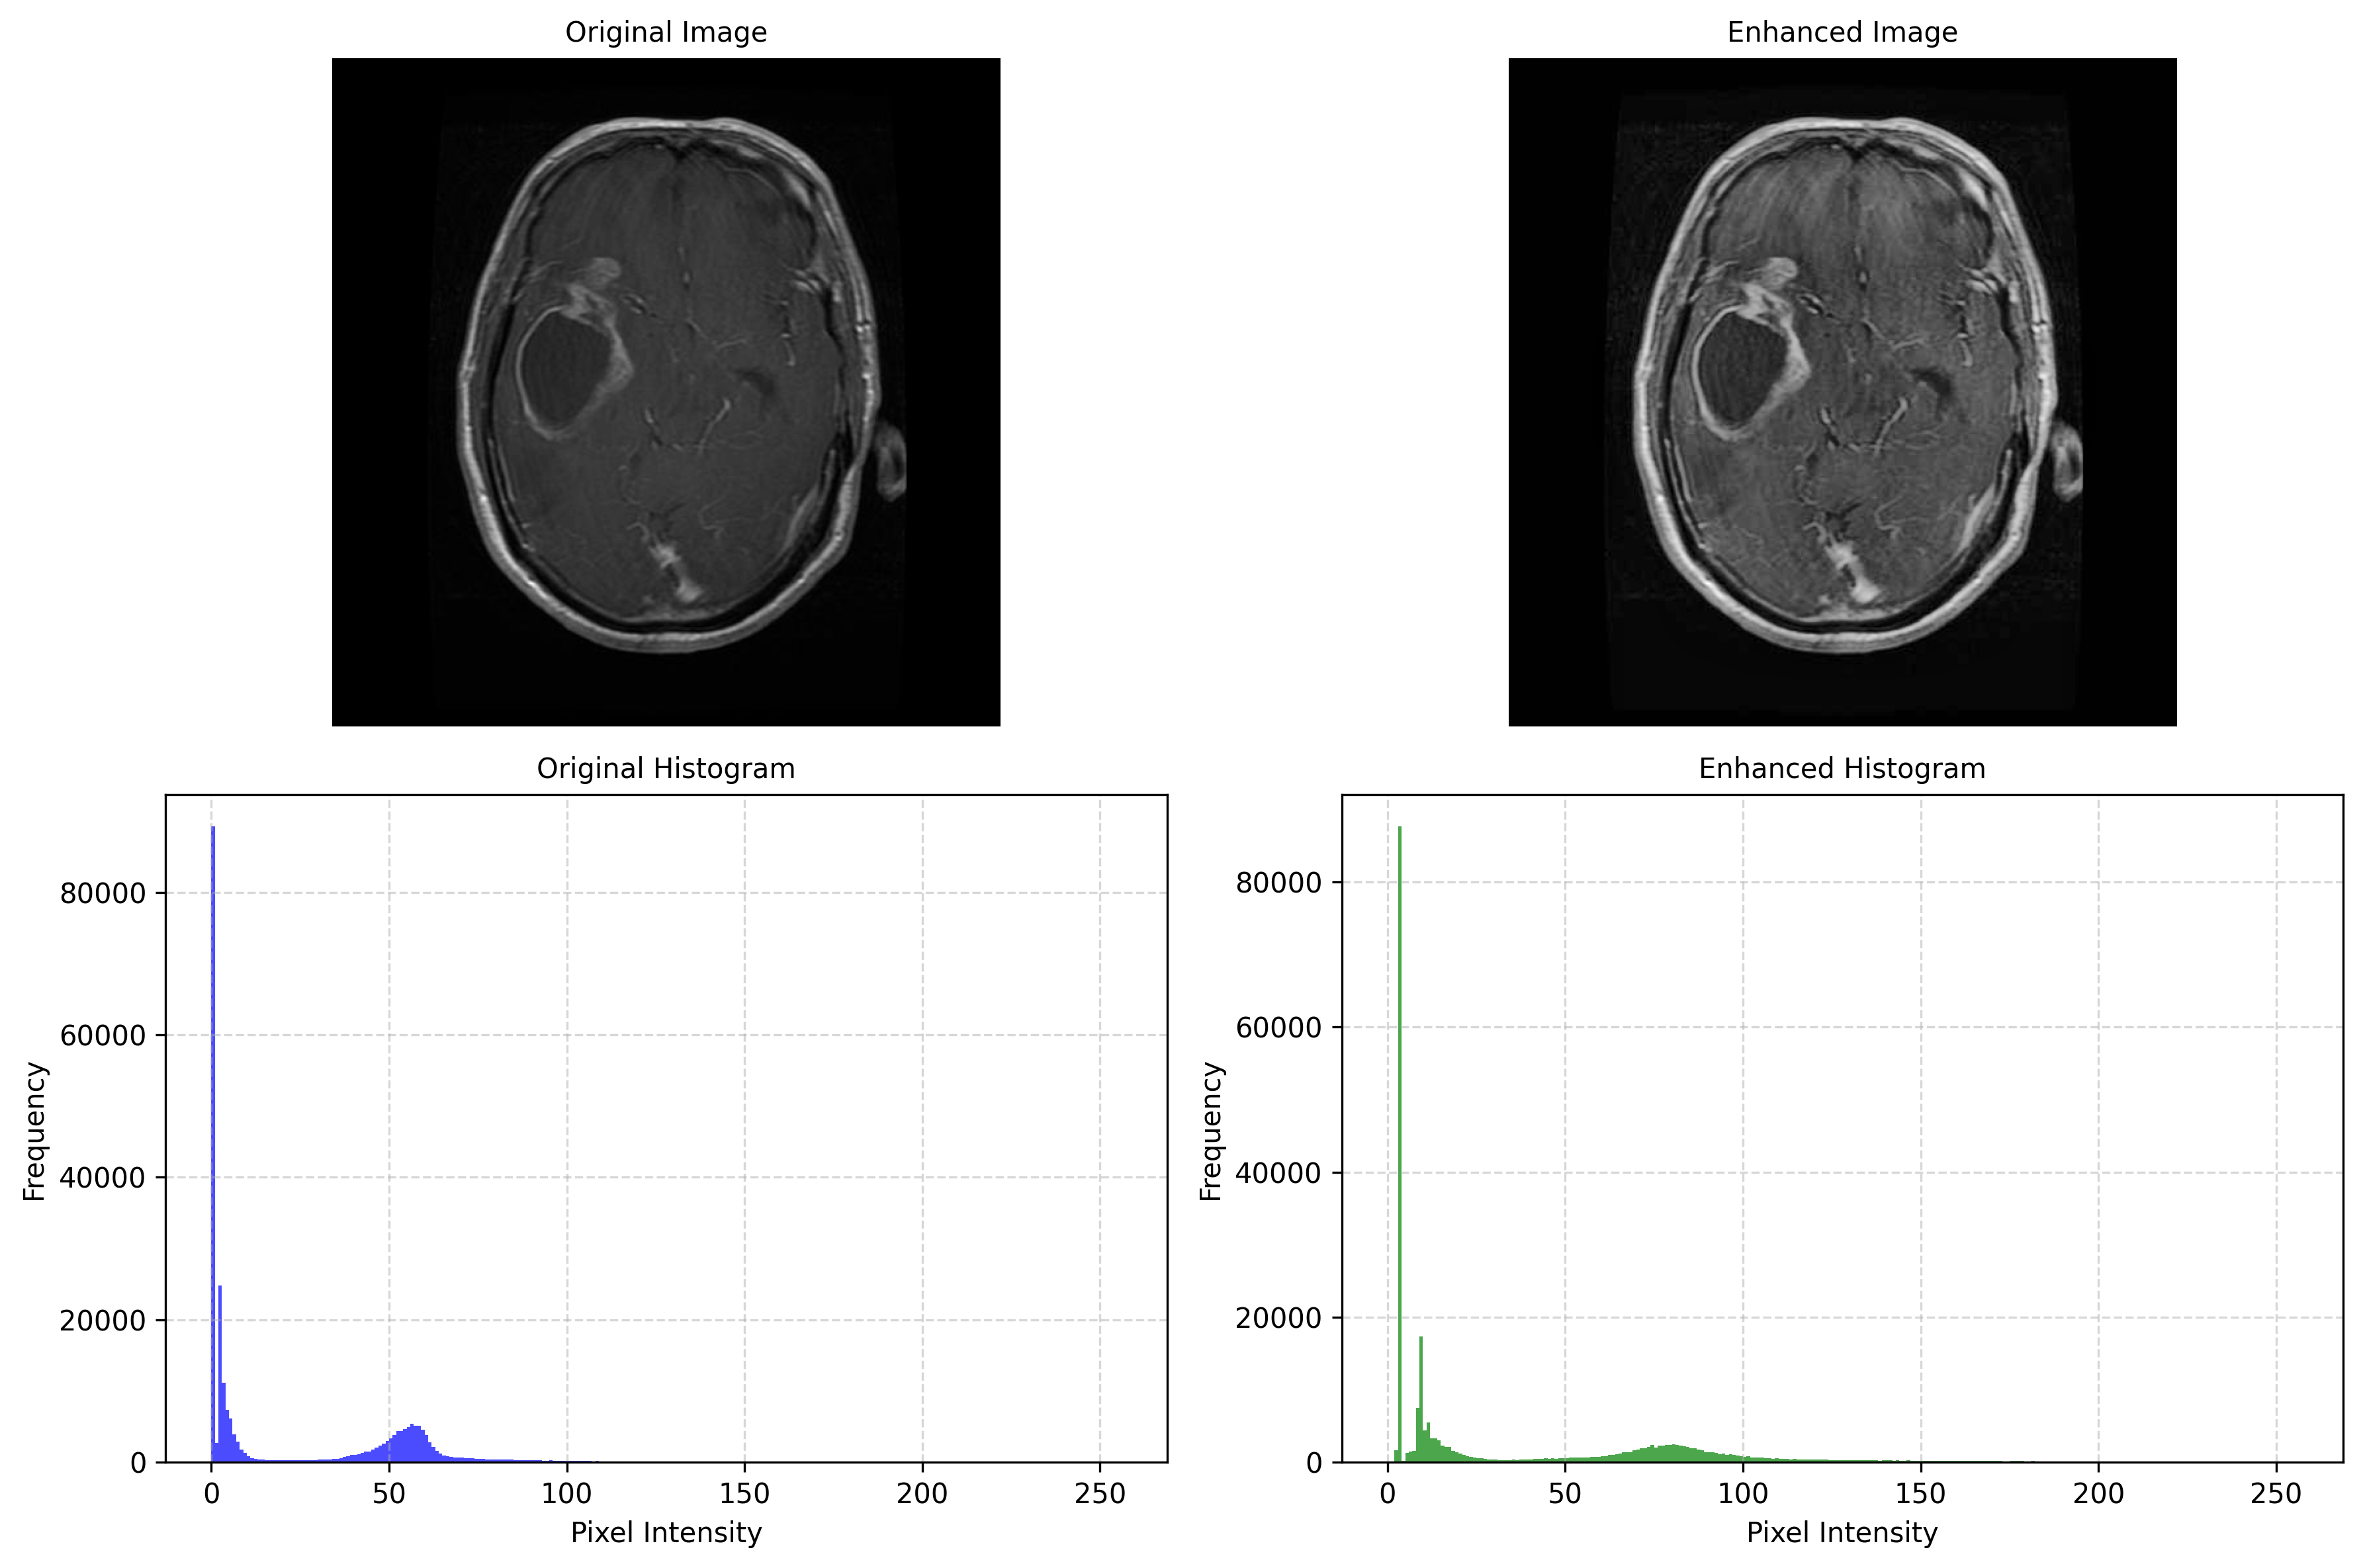 Original Image
Enhanced Image
Original Histogram
Enhanced Histogram
80000
60000
40000
20000
0
Frequency
0 50 100 150 200 250
Pixel Intensity
80000
60000
40000
20000
0
Frequency
0 50 100 150 200 250
Pixel Intensity